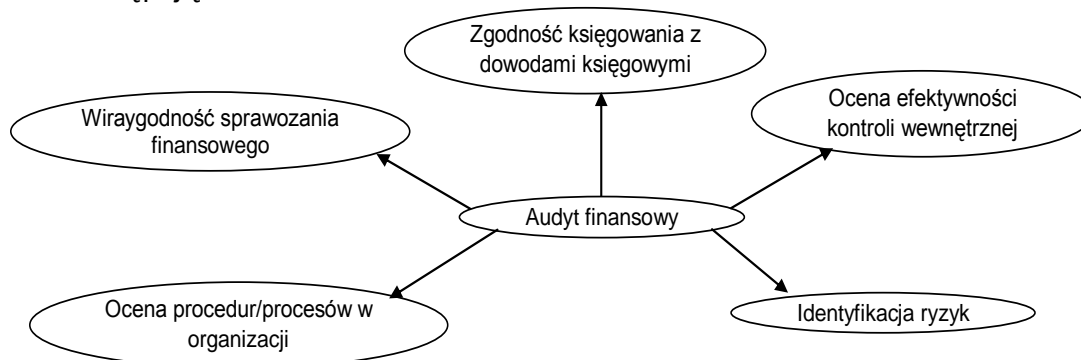 Zgodność księgowania z
dowodami księgowymi
Ocena efektywności
kontroli wewnętrznej
Wiraygodność sprawozania
finansowego
Audyt finansowy
Ocena procedur/procesów w
organizacji
Identyfikacja ryzyk